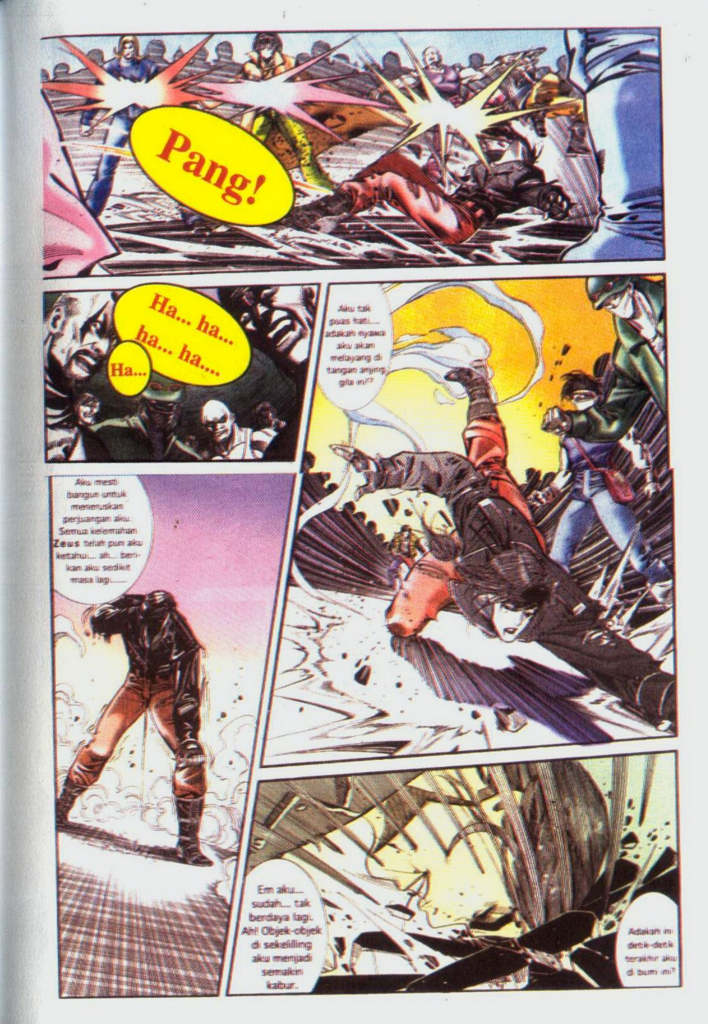 Pang!
Ha... ha...
ha... ha....
Ha...
Aku tak
puas hati....
adakah nyawa
aku akan
melayang di
tangan anjing
gila ini!?
Aku mesti
bangun untuk
meneruskan
perjuangan aku.
Semua kelemahan
Zews telah pun aku
ketahui.... ah... beri-
kan aku sedikit
masa lagi......
Em aku....
sudah.... tak
berdaya lagi.
Ah! Objek-objek
di sekeliling
aku menjadi
semakin
kabur.
Adakah ini
detik-detik
terakhir aku
di bumi ini?